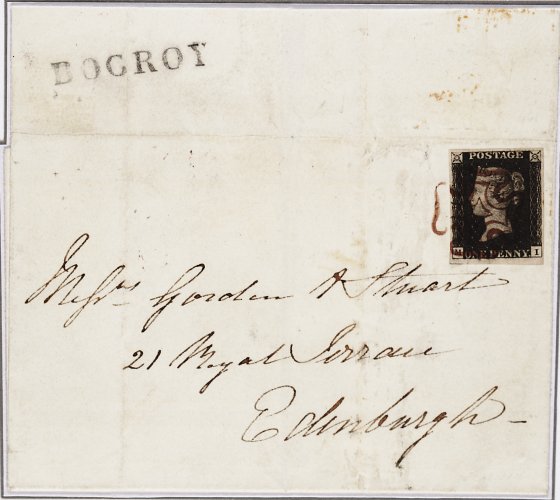 BOGROY
POSTAGE
ONE PENNY I
Messrs Gordon & Stuart
21 Royal Terrace
Edinburgh